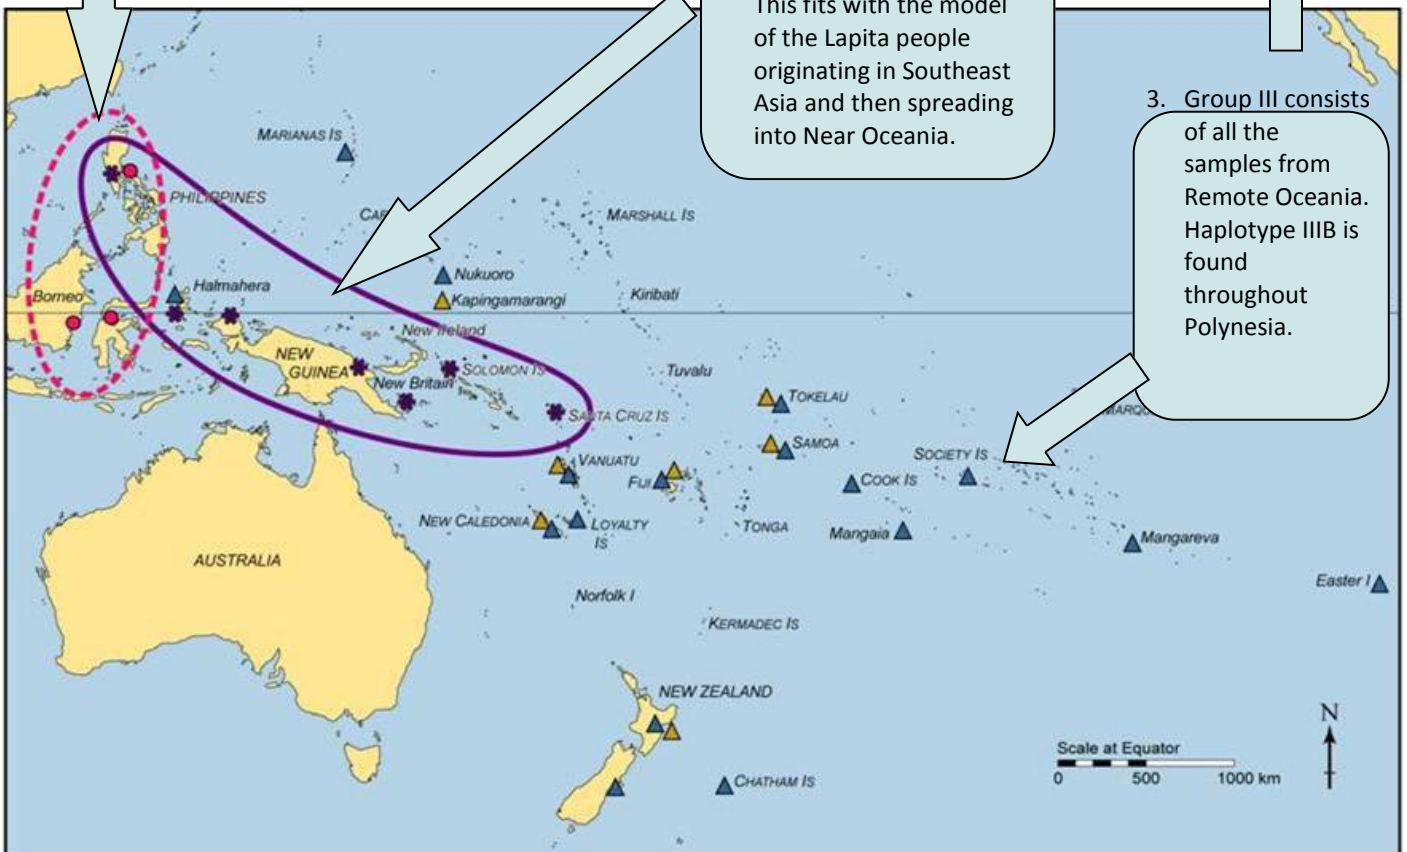 This fits with the model
of the Lapita people
originating in Southeast
Asia and then spreading
into Near Oceania.
3. Group III consists
of all the
samples from
Remote Oceania.
Haplotype IIIB is
found
throughout
Polynesia.
MARIANAS IS
PHILIPPINES
MARSHALL IS
Halmahera
Nukuoro
Borneo
Kapingamarangi
Kiribati
New Ireland
NEW
GUINEA
SOLOMON IS
New Britain
Tuvalu
TOKELAU
SANTA CRUZ IS
SAMOA
SOCIETY IS
VANUATU
FIJI
COOK IS
NEW CALEDONIA
LOYALTY
IS
TONGA
Mangaia
Mangareva
AUSTRALIA
Easter I
Norfolk I
KERMADEC IS
NEW ZEALAND
N
Scale at Equator
0 500 1000 km
CHATHAM IS